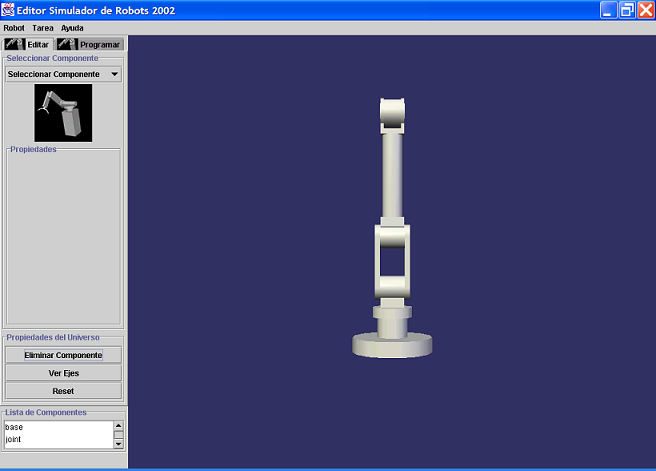 Editor Simulador de Robots 2002
Robot Tarea Ayuda
Editar Programar
Seleccionar Componente
Seleccionar Componente
Propiedades
Propiedades del Universo
Eliminar Componente
Ver Ejes
Reset
Lista de Componentes
base
joint